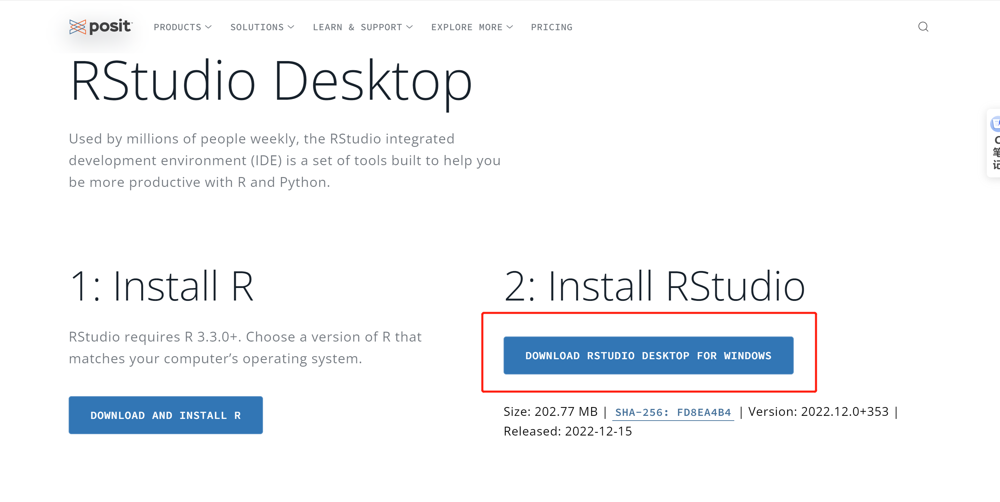 posit™ PRODUCTS SOLUTIONS LEARN & SUPPORT EXPLORE MORE PRICING
RStudio Desktop
Used by millions of people weekly, the RStudio integrated
development environment (IDE) is a set of tools built to help you
be more productive with R and Python.
笔
记
1: Install R
RStudio requires R 3.3.0+. Choose a version of R that
matches your computer’s operating system.
DOWNLOAD AND INSTALL R
2: Install RStudio
DOWNLOAD RSTUDIO DESKTOP FOR WINDOWS
Size: 202.77 MB | SHA-256: FD8EA4B4 | Version: 2022.12.0+353 |
Released: 2022-12-15